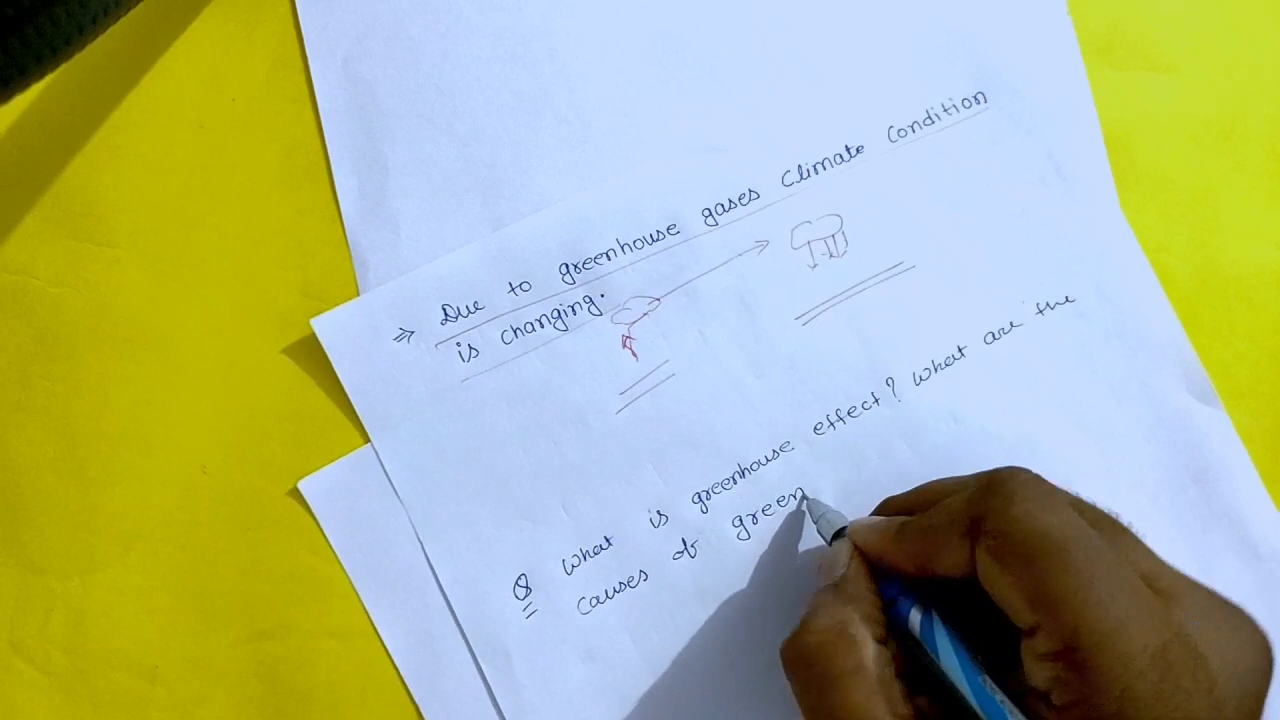 ⇒ Due to greenhouse gases climate condition
is changing.
Q What is greenhouse effect? What are the
causes of green